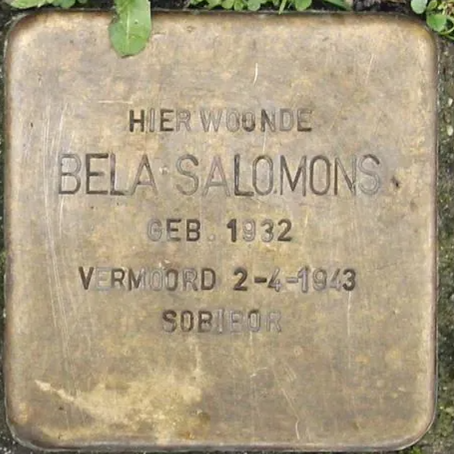 HIER WOONDE
BELA SALOMONS
GEB. 1932
VERMOORD 2-4-1943
SOBIBOR